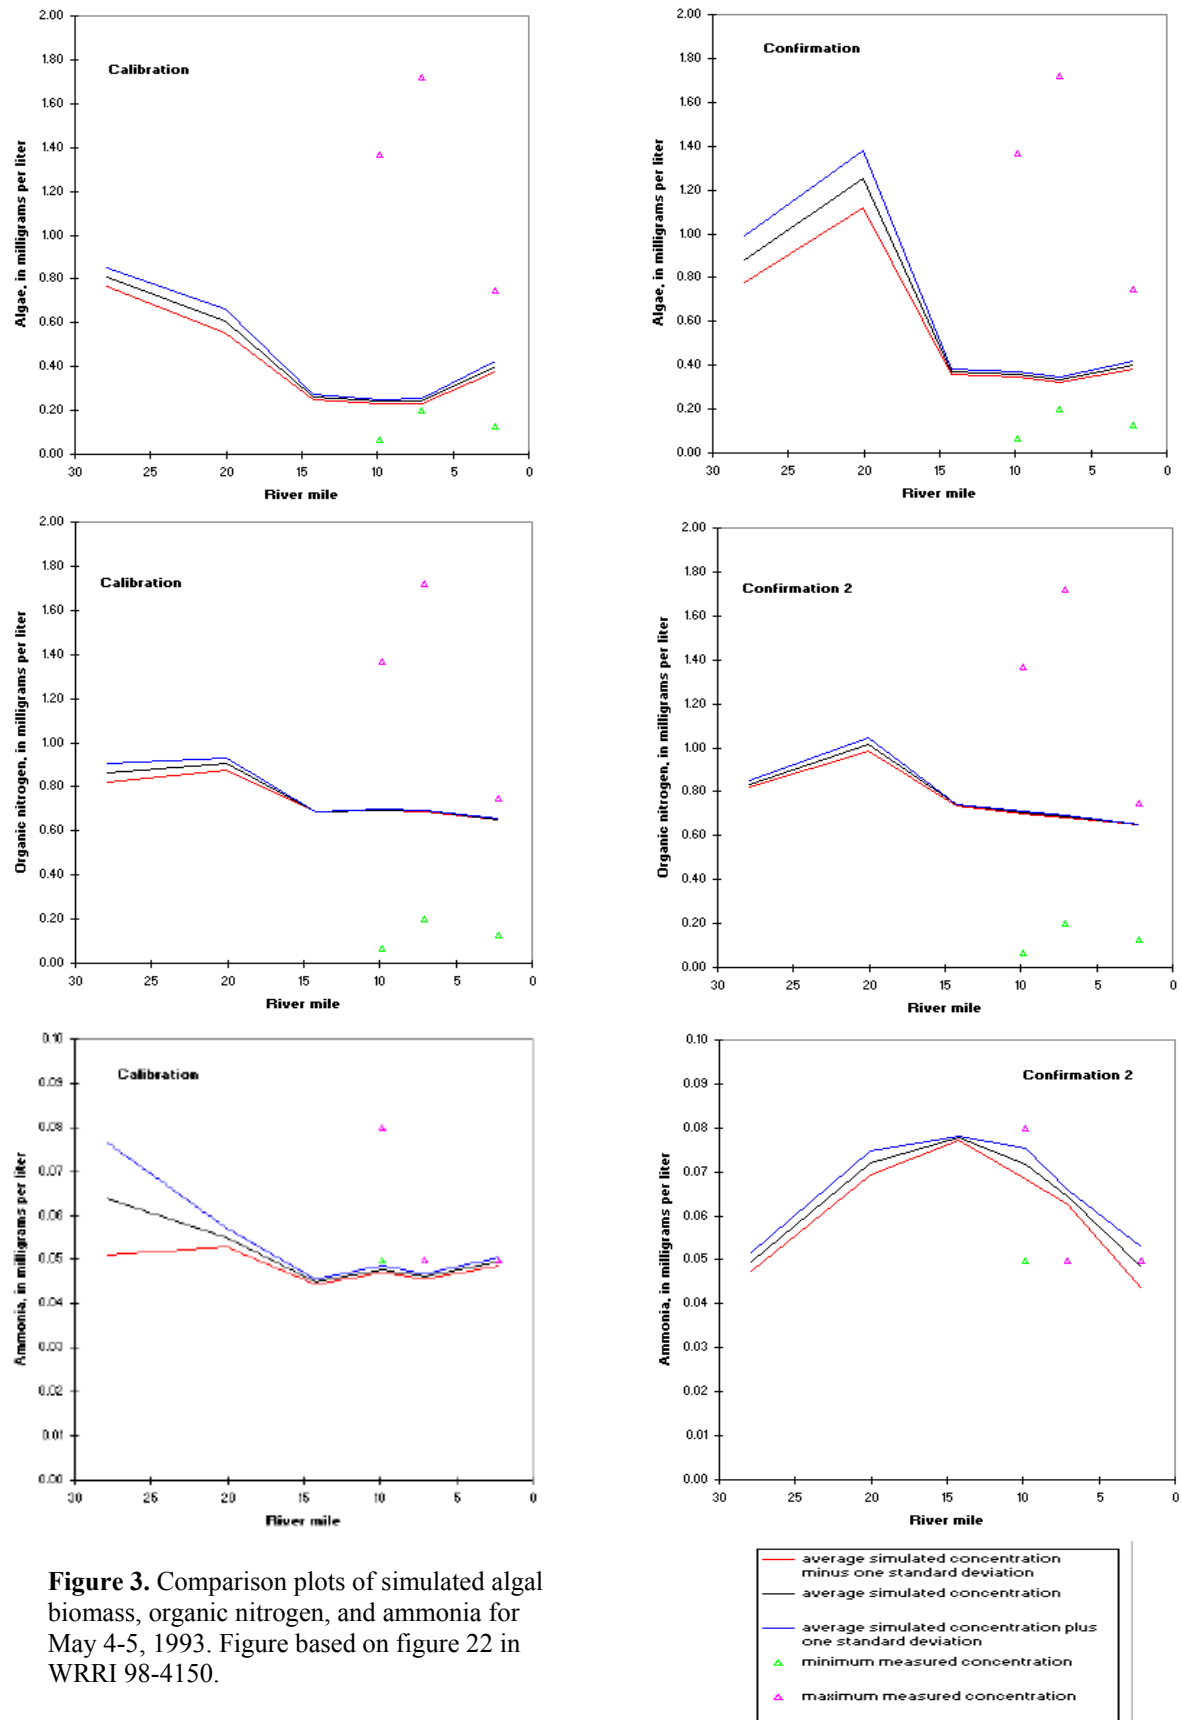 2.00
1.80
1.60
1.40
1.20
1.00
0.80
0.60
0.40
0.20
0.00
Algae, in milligrams per liter
Calibration
30 25 20 15 10 5 0
River mile
2.00
1.80
1.60
1.40
1.20
1.00
0.80
0.60
0.40
0.20
0.00
Algae, in milligrams per liter
Confirmation
30 25 20 15 10 5 0
River mile
2.00
1.80
1.60
1.40
1.20
1.00
0.80
0.60
0.40
0.20
0.00
Organic nitrogen, in milligrams per liter
Calibration
30 25 20 15 10 5 0
River mile
2.00
1.80
1.60
1.40
1.20
1.00
0.80
0.60
0.40
0.20
0.00
Organic nitrogen, in milligrams per liter
Confirmation 2
30 25 20 15 10 5 0
River mile
0.10
0.09
0.08
0.07
0.06
0.05
0.04
0.03
0.02
0.01
0.00
Ammonia, in milligrams per liter
Calibration
30 25 20 15 10 5 0
River mile
0.10
0.09
0.08
0.07
0.06
0.05
0.04
0.03
0.02
0.01
0.00
Ammonia, in milligrams per liter
Confirmation 2
30 25 20 15 10 5 0
River mile
Figure 3. Comparison plots of simulated algal
biomass, organic nitrogen, and ammonia for
May 4-5, 1993. Figure based on figure 22 in
WRRI 98-4150.
average simulated concentration
minus one standard deviation
average simulated concentration
average simulated concentration plus
one standard deviation
minimum measured concentration
maximum measured concentration